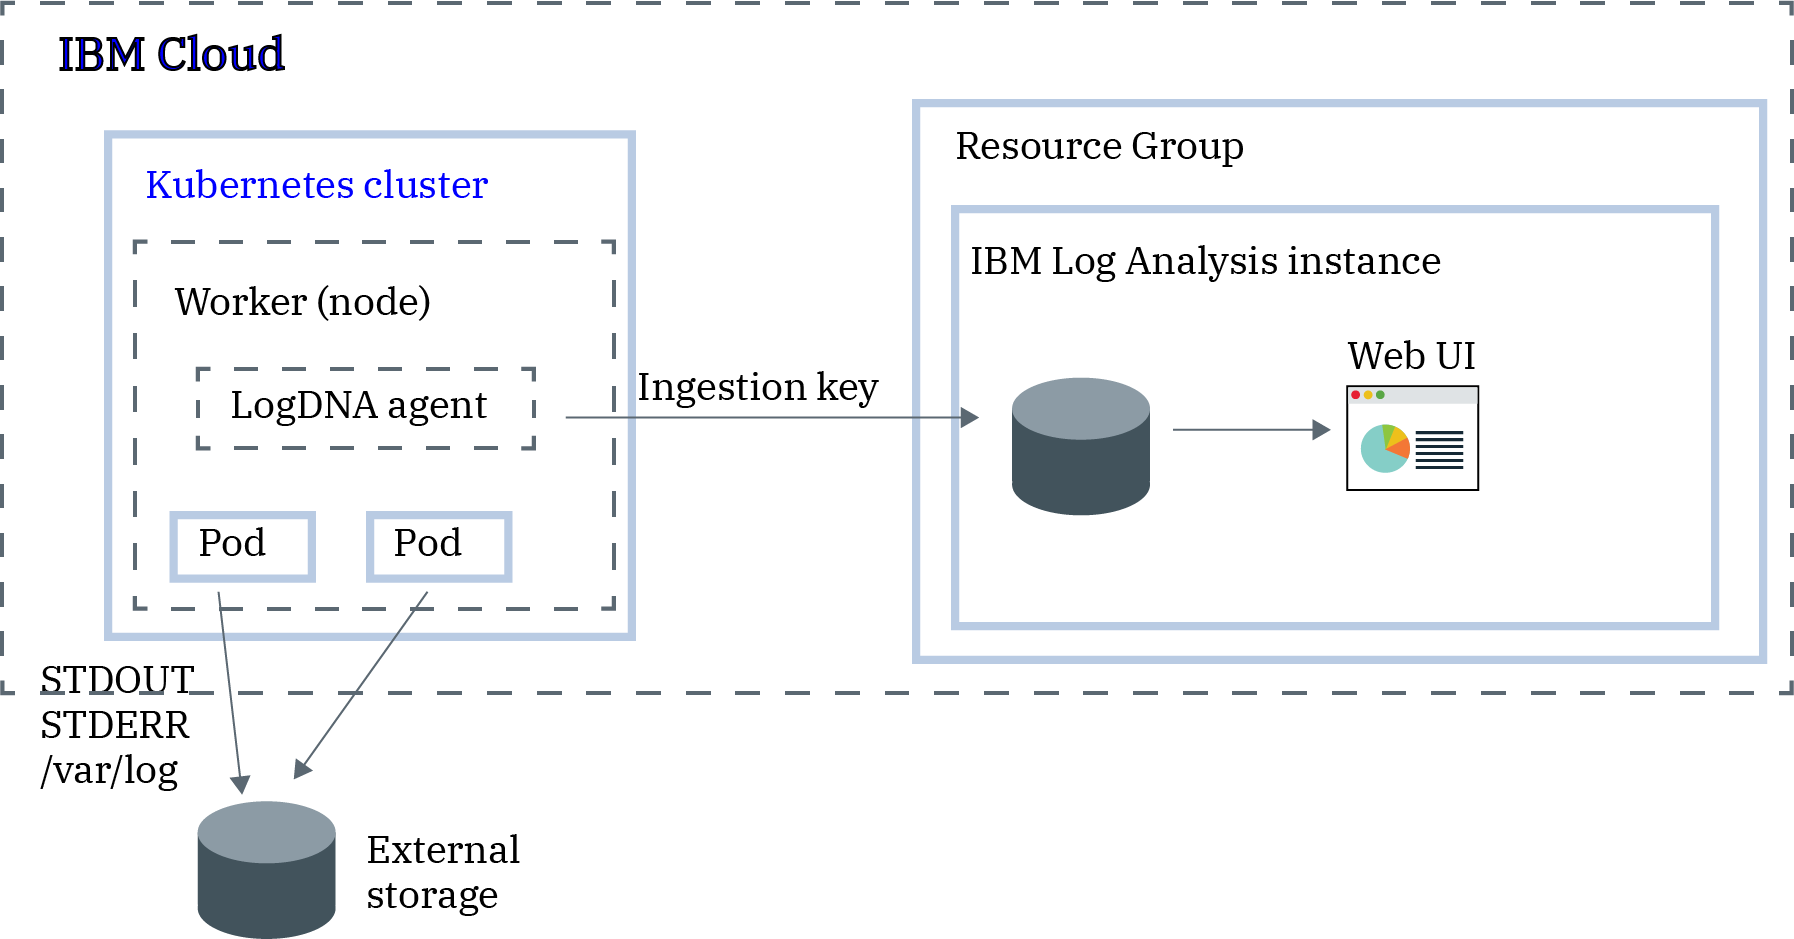 IBM Cloud
Kubernetes cluster
Worker (node)
LogDNA agent
Pod
Pod
Ingestion key
Resource Group
IBM Log Analysis instance
Web UI
STDOUT
STDERR
/var/log
External
storage